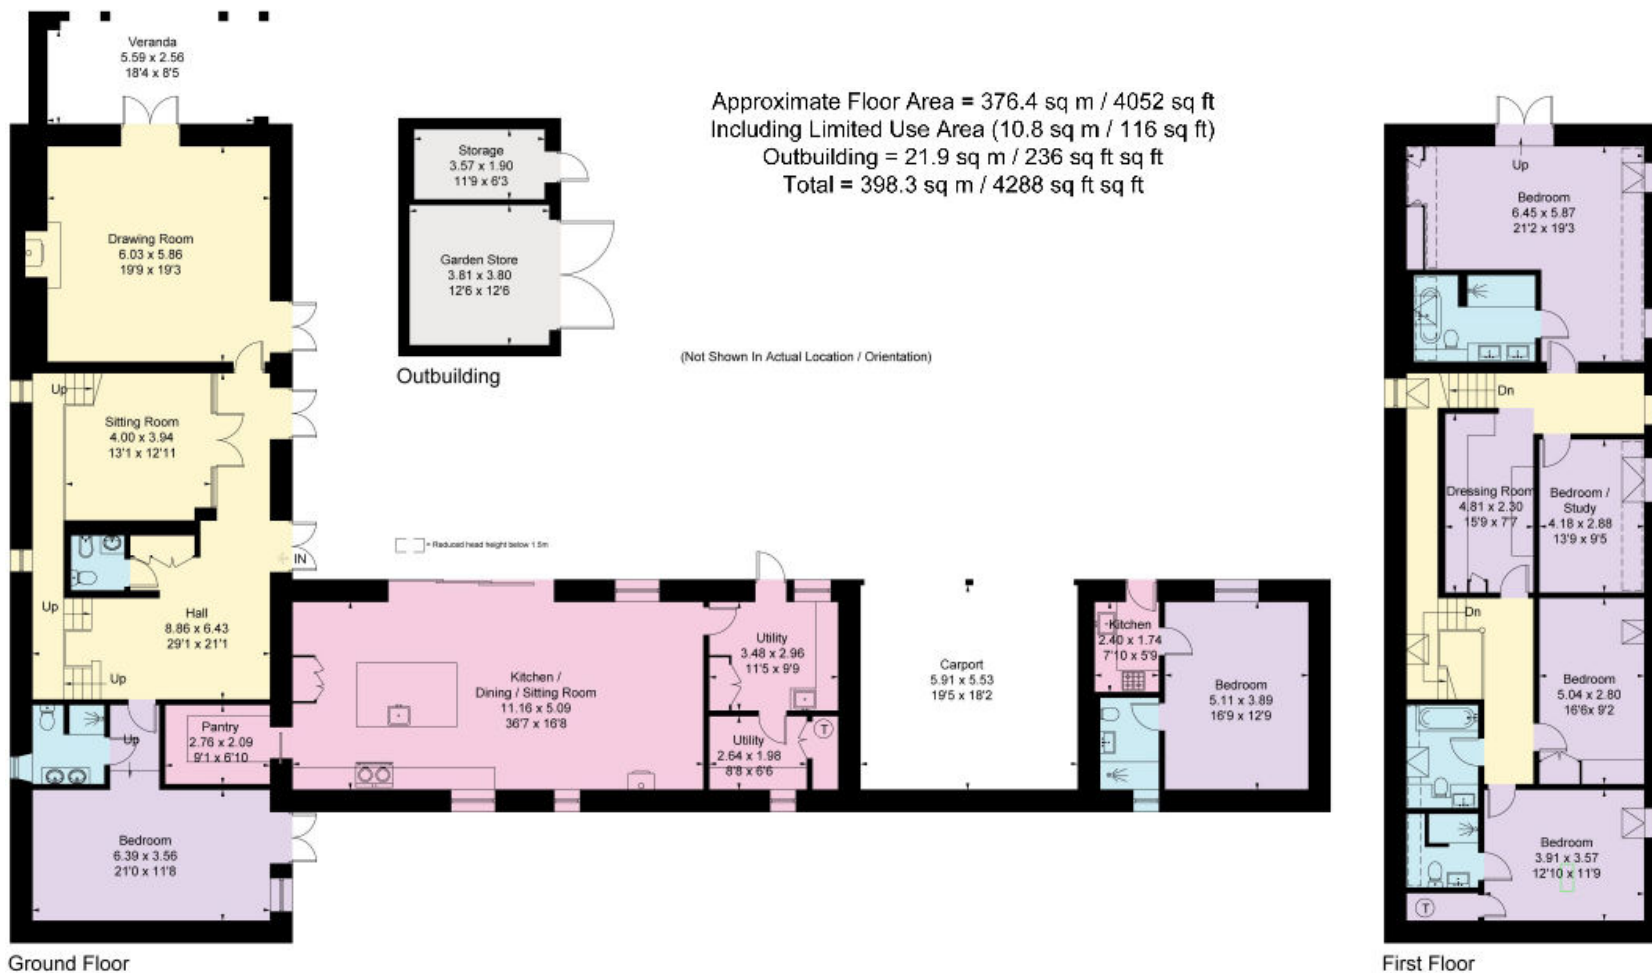 Veranda
5.59 x 2.56
18'4 x 8'5
Approximate Floor Area = 376.4 sq m / 4052 sq ft
Including Limited Use Area (10.8 sq m / 116 sq ft)
Outbuilding = 21.9 sq m / 236 sq ft sq ft
Total = 398.3 sq m / 4288 sq ft sq ft
Storage
3.57 x 1.90
11'9 x 6'3
Garden Store
3.81 x 3.80
12'6 x 12'6
Outbuilding
(Not Shown In Actual Location / Orientation)
Drawing Room
6.03 x 5.86
19'9 x 19'3
Up
Sitting Room
4.00 x 3.94
13'1 x 12'11
IN
= Reduced head height below 1.5m
Up
Hall
8.86 x 6.43
29'1 x 21'1
Up
Up
Pantry
2.76 x 2.09
9'1 x 6'10
Kitchen /
Dining / Sitting Room
11.16 x 5.09
36'7 x 16'8
Utility
3.48 x 2.96
11'5 x 9'9
Utility
2.64 x 1.98
8'8 x 6'6
T
Carport
5.91 x 5.53
19'5 x 18'2
Kitchen
2.40 x 1.74
7'10 x 5'9
Bedroom
5.11 x 3.89
16'9 x 12'9
Bedroom
6.39 x 3.56
21'0 x 11'8
Ground Floor
Up
Bedroom
6.45 x 5.87
21'2 x 19'3
Dn
Dressing Room
4.81 x 2.30
15'9 x 7'7
Bedroom /
Study
4.18 x 2.88
13'9 x 9'5
Dn
Bedroom
5.04 x 2.80
16'6 x 9'2
Bedroom
3.91 x 3.57
12'10 x 11'9
T
First Floor